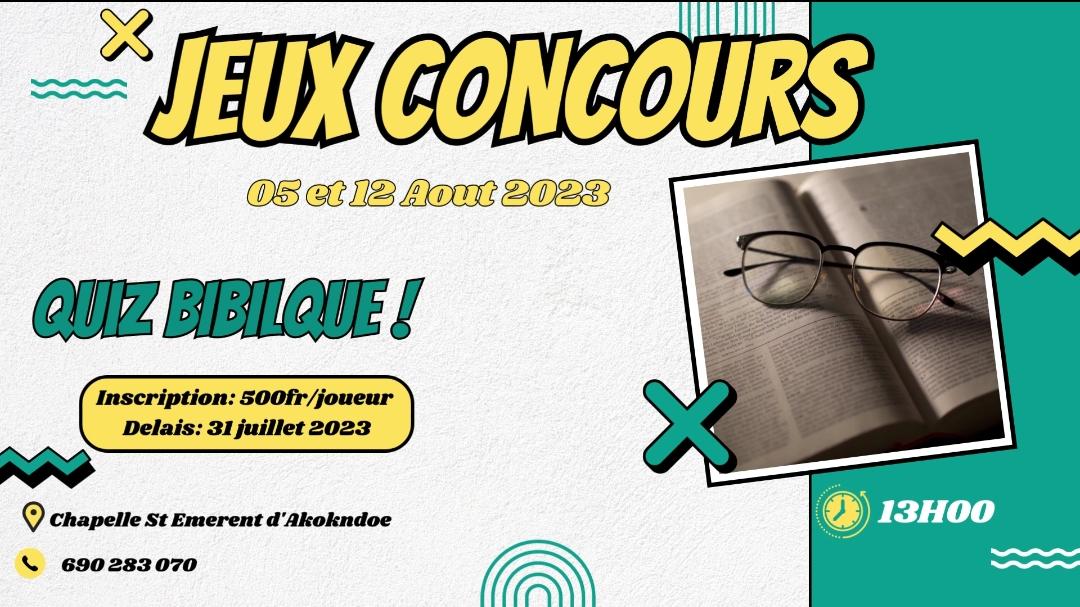 JEUX CONCOURS
05 et 12 Aout 2023
QUIZ BIBILQUE !
Inscription: 500fr/joueur
Delais: 31 juillet 2023
Chapelle St Emerent d'Akokndoe
690 283 070
13H00